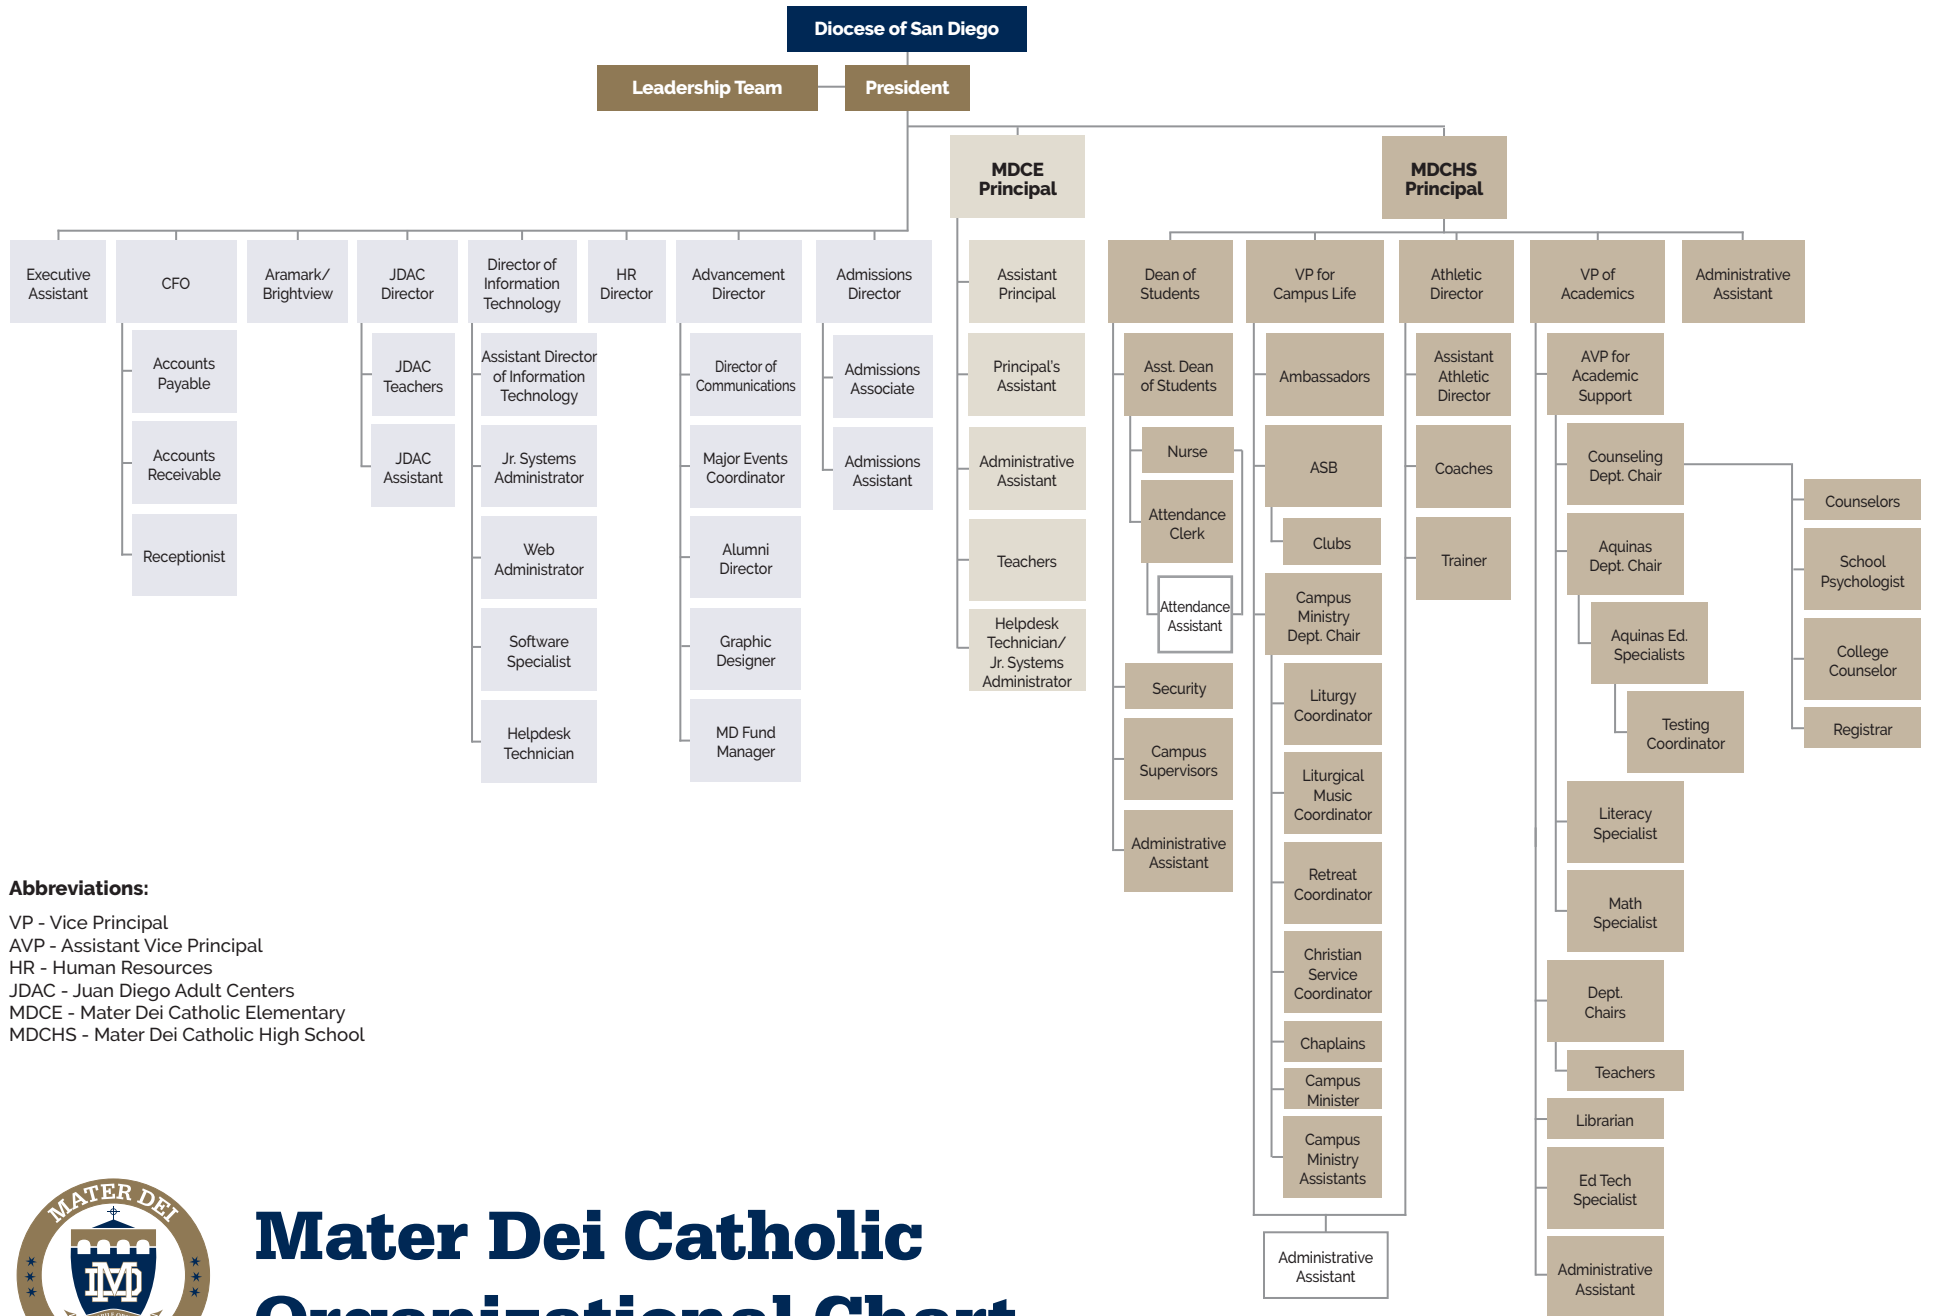 Diocese of San Diego
Leadership Team
President
MDCE
Principal
MDCHS
Principal
Executive
Assistant
CFO
Aramark/
Brightview
JDAC
Director
Director of
Information
Technology
HR
Director
Advancement
Director
Admissions
Director
Accounts
Payable
Accounts
Receivable
Receptionist
JDAC
Teachers
JDAC
Assistant
Assistant Director
of Information
Technology
Jr. Systems
Administrator
Web
Administrator
Software
Specialist
Helpdesk
Technician
Director of
Communications
Major Events
Coordinator
Alumni
Director
Graphic
Designer
MD Fund
Manager
Admissions
Associate
Admissions
Assistant
Assistant
Principal
Principal's
Assistant
Administrative
Assistant
Teachers
Helpdesk
Technician/
Jr. Systems
Administrator
Dean of
Students
Asst. Dean
of Students
Nurse
Attendance
Clerk
Attendance
Assistant
Security
Campus
Supervisors
Administrative
Assistant
VP for
Campus Life
Ambassadors
ASB
Clubs
Campus
Ministry
Dept. Chair
Liturgy
Coordinator
Liturgical
Music
Coordinator
Retreat
Coordinator
Christian
Service
Coordinator
Chaplains
Campus
Minister
Campus
Ministry
Assistants
Administrative
Assistant
Athletic
Director
Assistant
Athletic
Director
Coaches
Trainer
VP of
Academics
AVP for
Academic
Support
Counseling
Dept. Chair
Counselors
School
Psychologist
College
Counselor
Registrar
Aquinas
Dept. Chair
Aquinas Ed.
Specialists
Testing
Coordinator
Literacy
Specialist
Math
Specialist
Dept.
Chairs
Teachers
Librarian
Ed Tech
Specialist
Administrative
Assistant
Administrative
Assistant
Abbreviations:
VP - Vice Principal
AVP - Assistant Vice Principal
HR - Human Resources
JDAC - Juan Diego Adult Centers
MDCE - Mater Dei Catholic Elementary
MDCHS - Mater Dei Catholic High School
MATER DEI
MD
Mater Dei Catholic
Organizational Chart